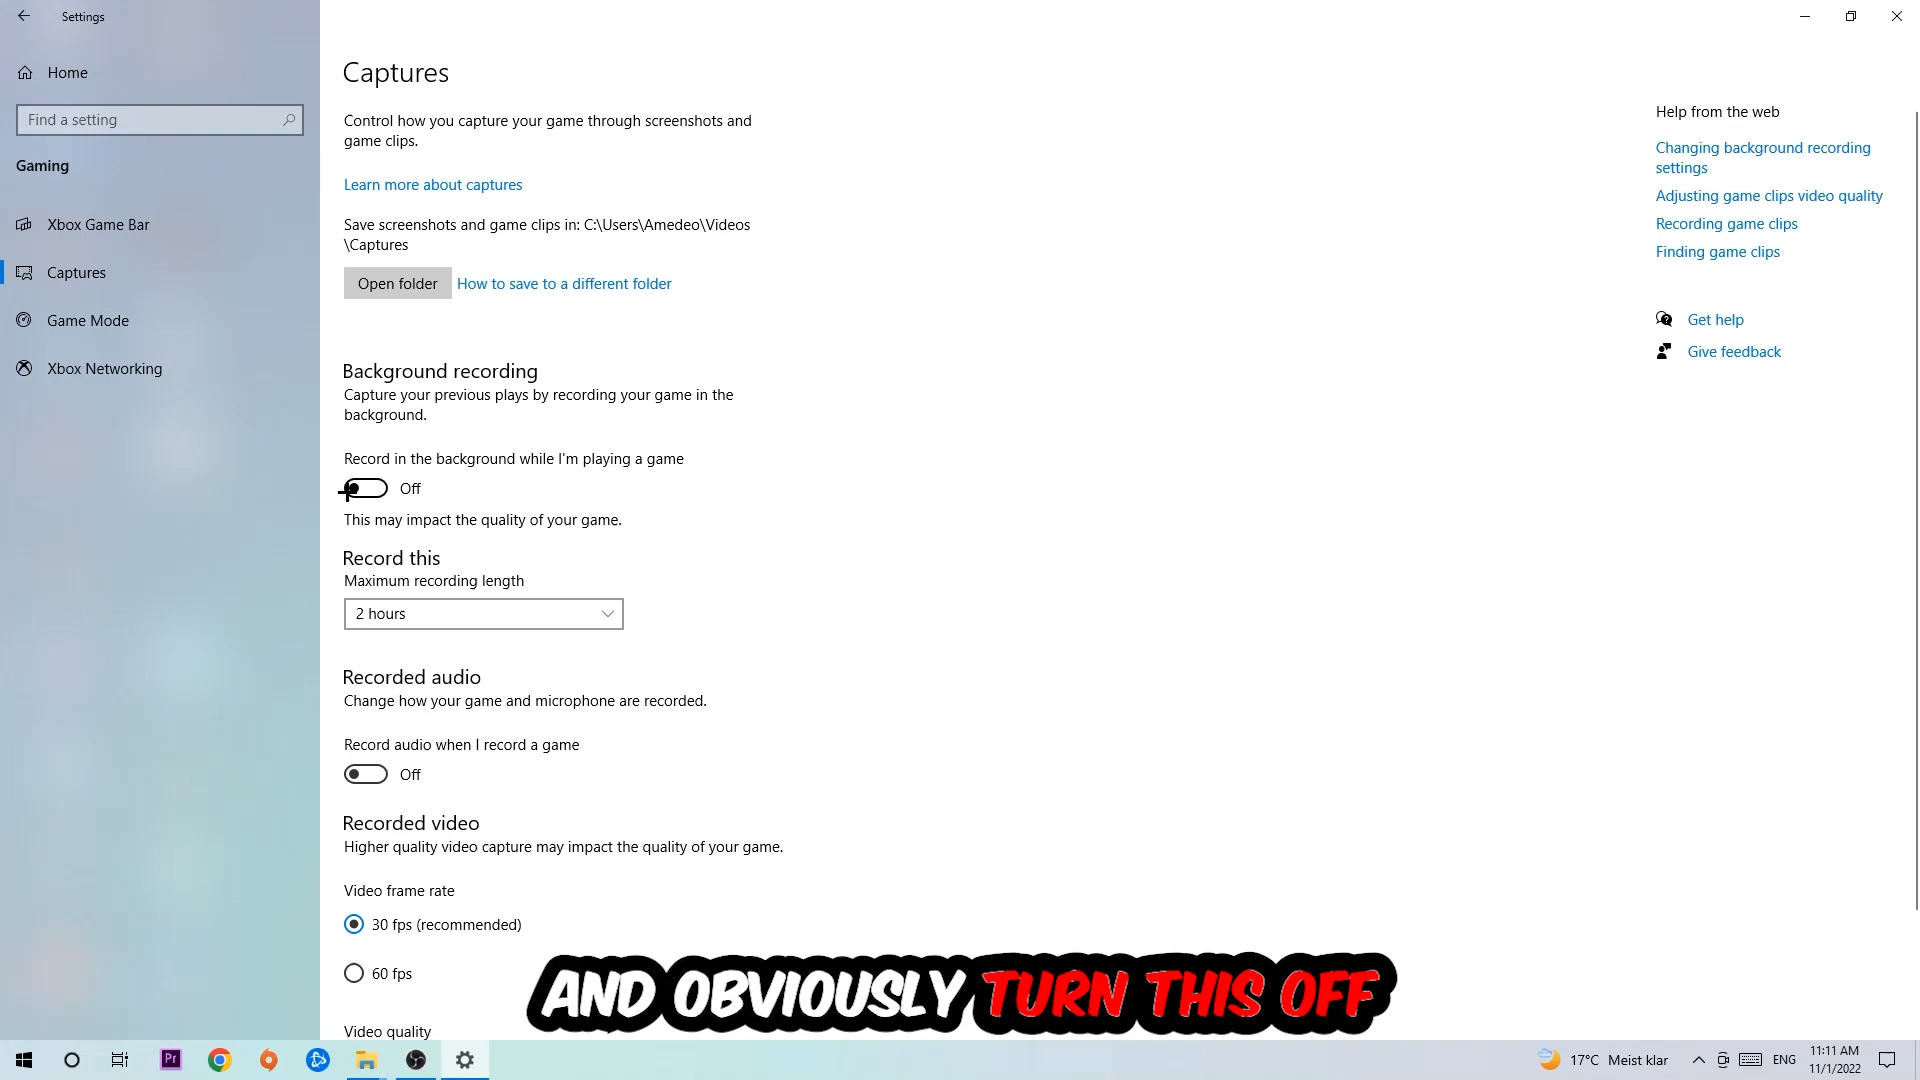 Settings
Home
Find a setting
Gaming
Xbox Game Bar
Captures
Game Mode
Xbox Networking
Captures
Control how you capture your game through screenshots and
game clips.
Learn more about captures
Save screenshots and game clips in: C:\Users\Amedeo\Videos
\Captures
Open folder
How to save to a different folder
Background recording
Capture your previous plays by recording your game in the
background.
Record in the background while I'm playing a game
Off
This may impact the quality of your game.
Record this
Maximum recording length
2 hours
Recorded audio
Change how your game and microphone are recorded.
Record audio when I record a game
Off
Recorded video
Higher quality video capture may impact the quality of your game.
Video frame rate
30 fps (recommended)
60 fps
Video quality
Help from the web
Changing background recording
settings
Adjusting game clips video quality
Recording game clips
Finding game clips
Get help
Give feedback
AND OBVIOUSLY TURN THIS OFF
Pr
17°C Meist klar
ENG
11:11 AM
11/1/2022